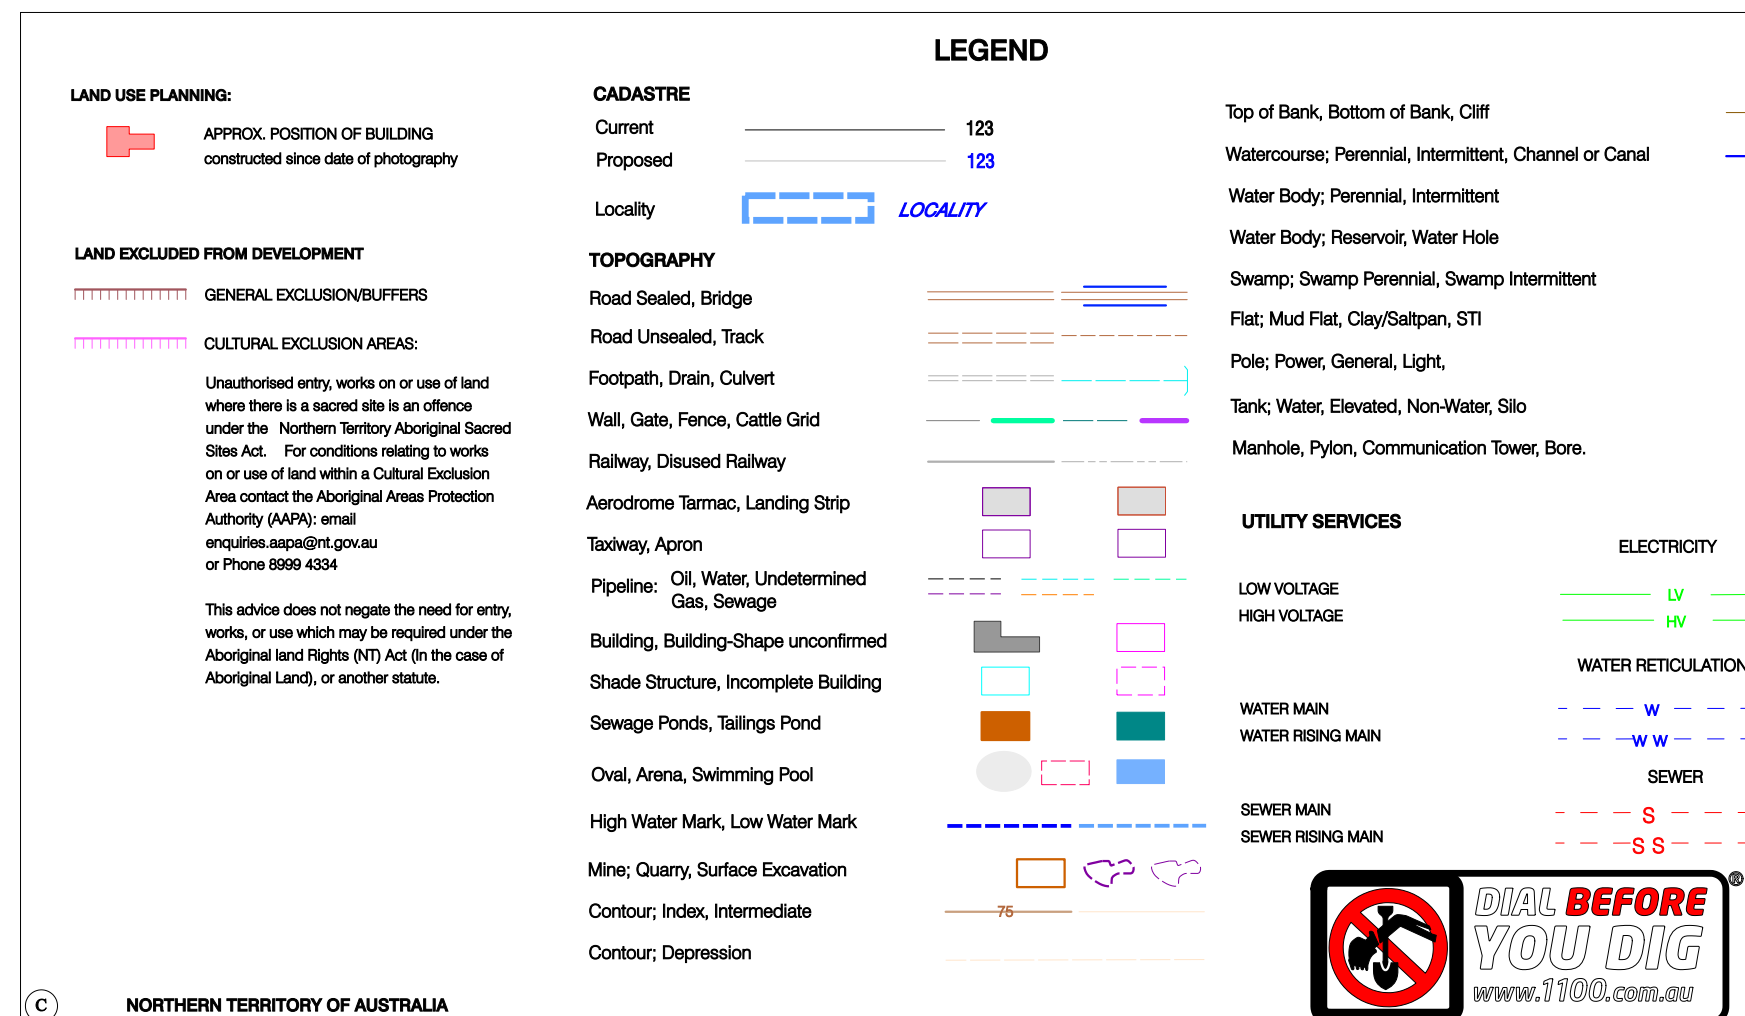 LEGEND
LAND USE PLANNING:
APPROX. POSITION OF BUILDING
constructed since date of photography
LAND EXCLUDED FROM DEVELOPMENT
GENERAL EXCLUSION/BUFFERS
CULTURAL EXCLUSION AREAS:
Unauthorised entry, works on or use of land
where there is a sacred site is an offence
under the Northern Territory Aboriginal Sacred
Sites Act. For conditions relating to works
on or use of land within a Cultural Exclusion
Area contact the Aboriginal Areas Protection
Authority (AAPA): email
enquiries.aapa@nt.gov.au
or Phone 8999 4334
This advice does not negate the need for entry,
works, or use which may be required under the
Aboriginal land Rights (NT) Act (In the case of
Aboriginal Land), or another statute.
C
NORTHERN TERRITORY OF AUSTRALIA
CADASTRE
Current 123
Proposed 123
Locality LOCALITY
TOPOGRAPHY
Road Sealed, Bridge
Road Unsealed, Track
Footpath, Drain, Culvert
Wall, Gate, Fence, Cattle Grid
Railway, Disused Railway
Aerodrome Tarmac, Landing Strip
Taxiway, Apron
Pipeline: Oil, Water, Undetermined
Gas, Sewage
Building, Building-Shape unconfirmed
Shade Structure, Incomplete Building
Sewage Ponds, Tailings Pond
Oval, Arena, Swimming Pool
High Water Mark, Low Water Mark
Mine; Quarry, Surface Excavation
Contour; Index, Intermediate 75
Contour; Depression
Top of Bank, Bottom of Bank, Cliff
Watercourse; Perennial, Intermittent, Channel or Canal
Water Body; Perennial, Intermittent
Water Body; Reservoir, Water Hole
Swamp; Swamp Perennial, Swamp Intermittent
Flat; Mud Flat, Clay/Saltpan, STI
Pole; Power, General, Light,
Tank; Water, Elevated, Non-Water, Silo
Manhole, Pylon, Communication Tower, Bore.
UTILITY SERVICES
ELECTRICITY
LOW VOLTAGE LV
HIGH VOLTAGE HV
WATER RETICULATION
WATER MAIN W
WATER RISING MAIN W W
SEWER
SEWER MAIN S
SEWER RISING MAIN S S
DIAL BEFORE
YOU DIG
www.1100.com.au
®